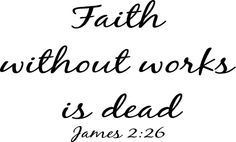 Faith
without works
is dead
James 2:26